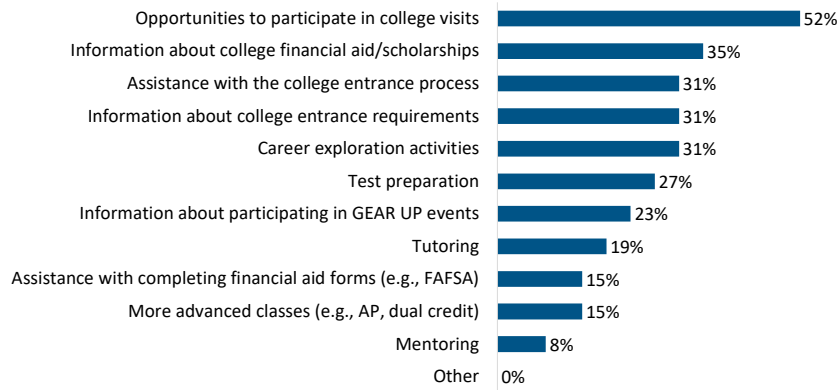 Opportunities to participate in college visits 52%
Information about college financial aid/scholarships 35%
Assistance with the college entrance process 31%
Information about college entrance requirements 31%
Career exploration activities 31%
Test preparation 27%
Information about participating in GEAR UP events 23%
Tutoring 19%
Assistance with completing financial aid forms (e.g., FAFSA) 15%
More advanced classes (e.g., AP, dual credit) 15%
Mentoring 8%
Other 0%